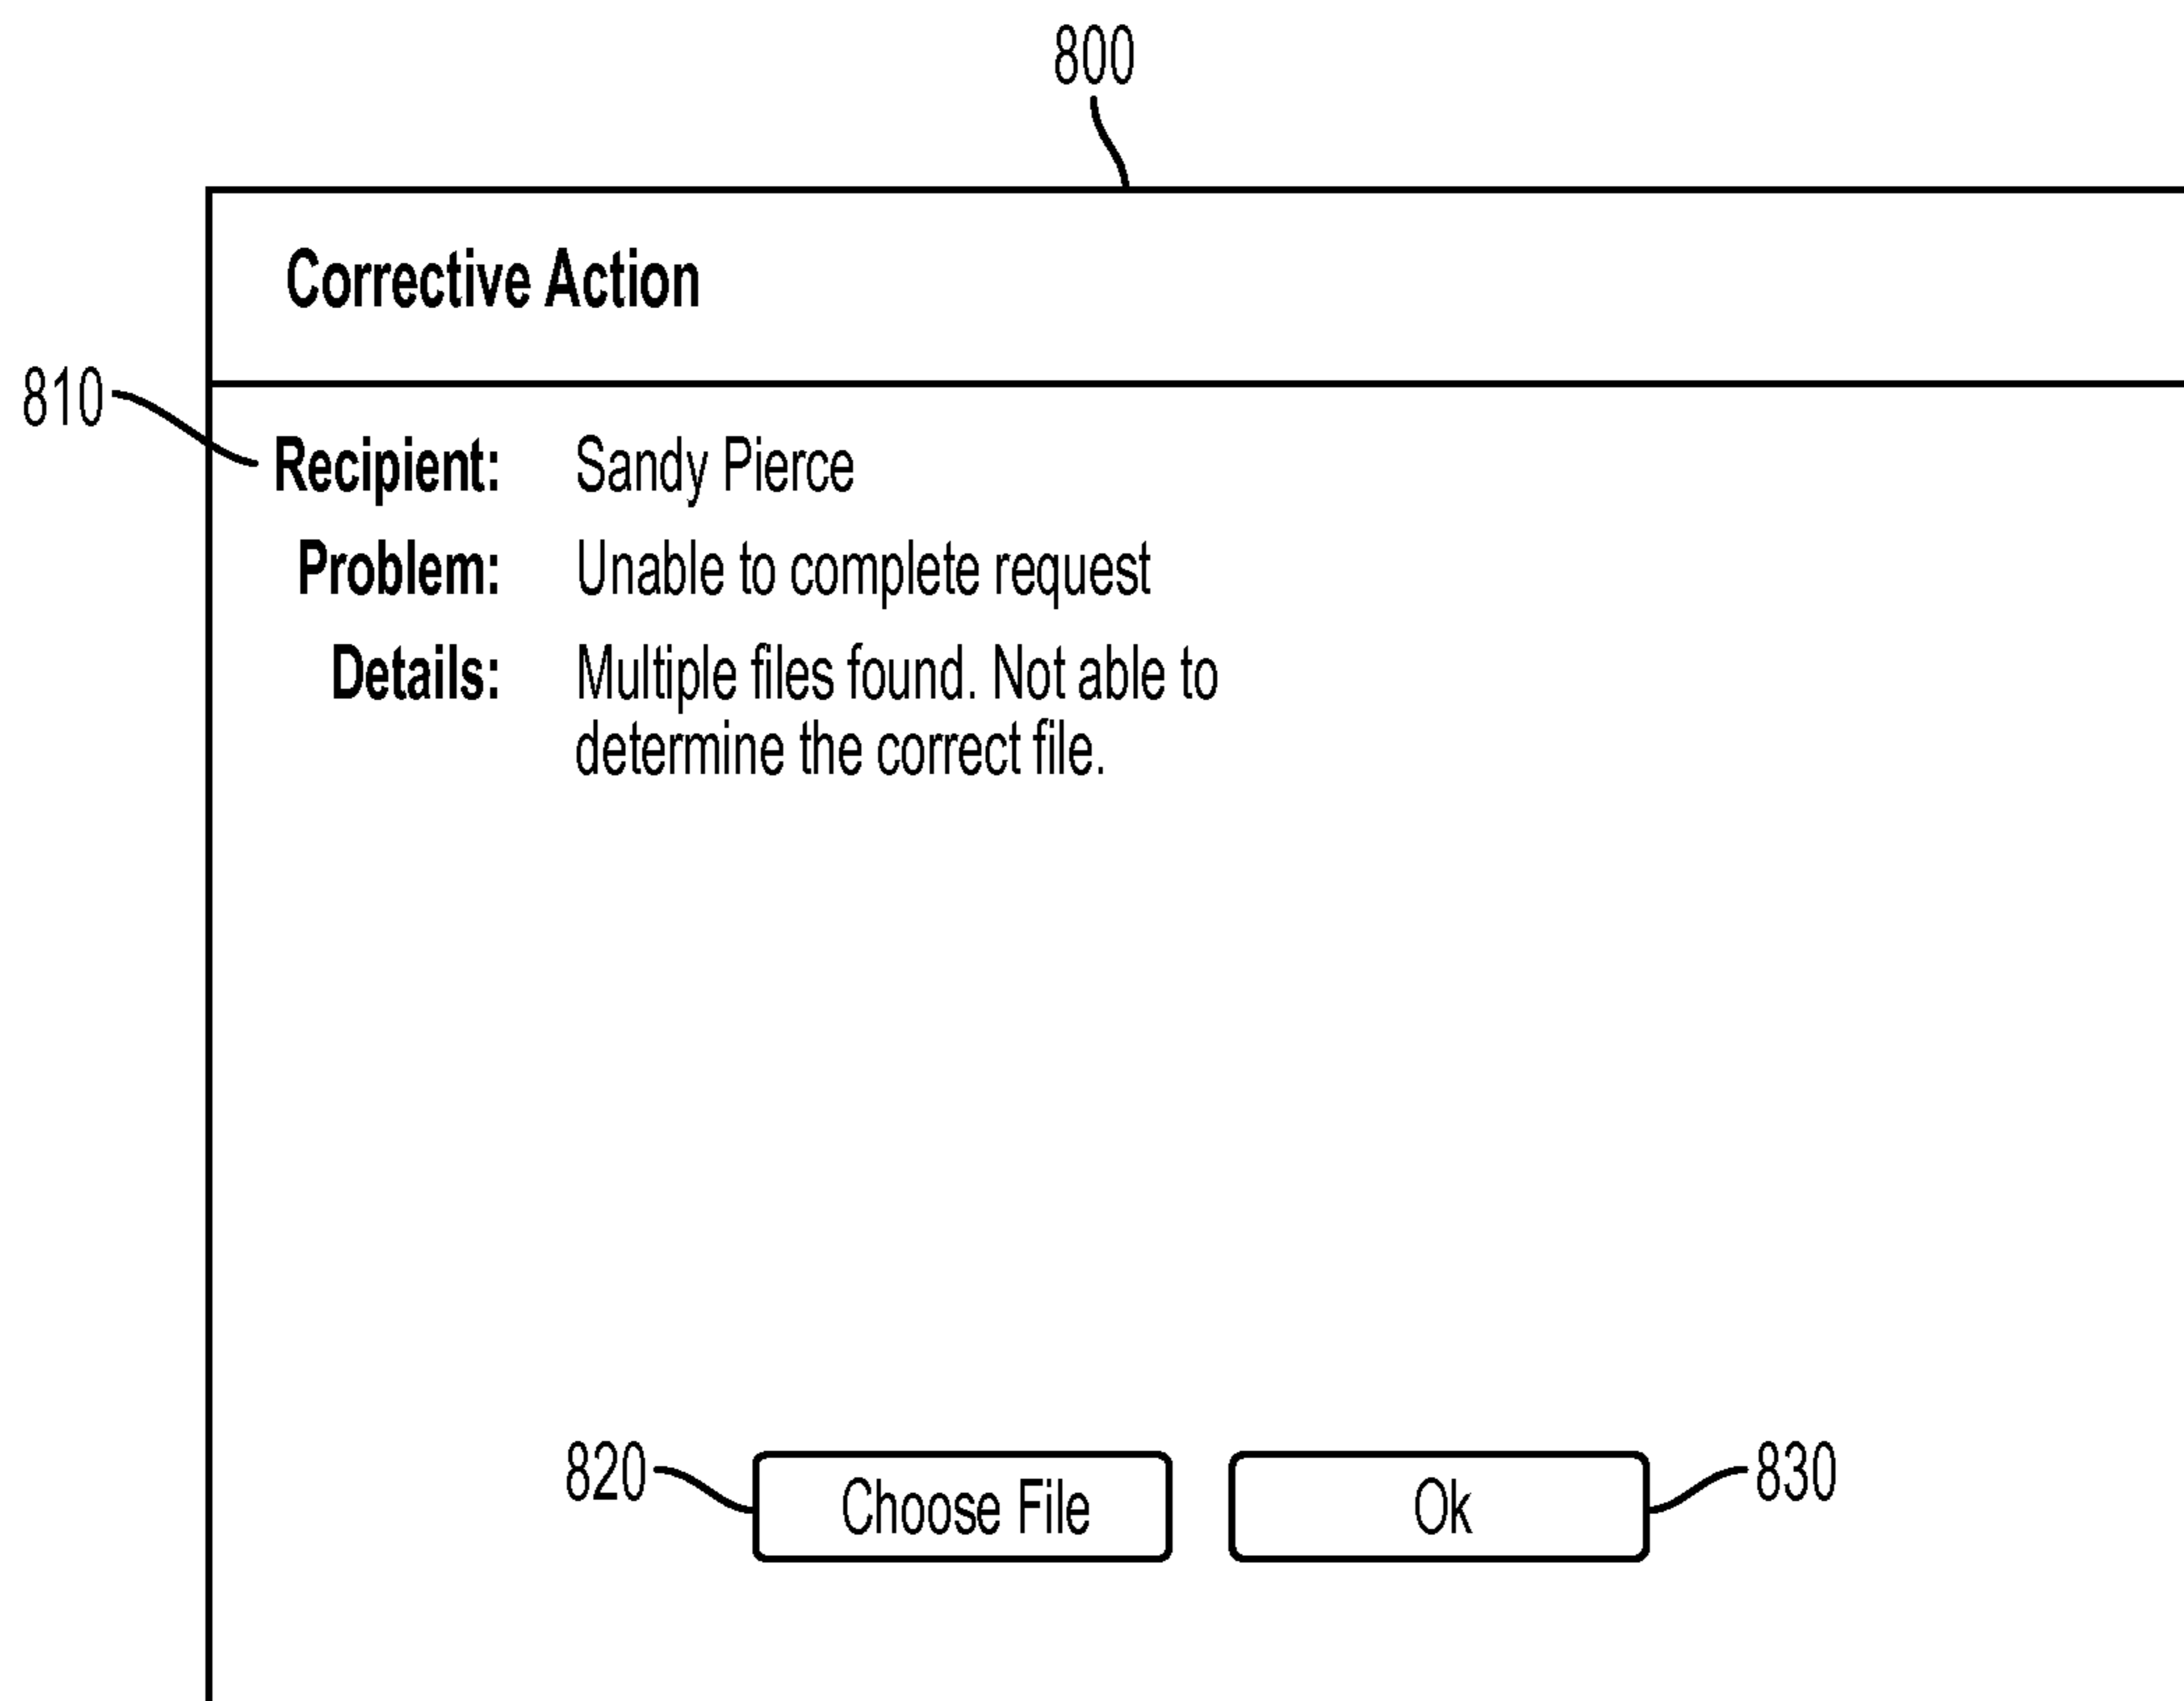 800
Corrective Action
810
Recipient: Sandy Pierce
Problem: Unable to complete request
Details: Multiple files found. Not able to
determine the correct file.
820 Choose File Ok 830